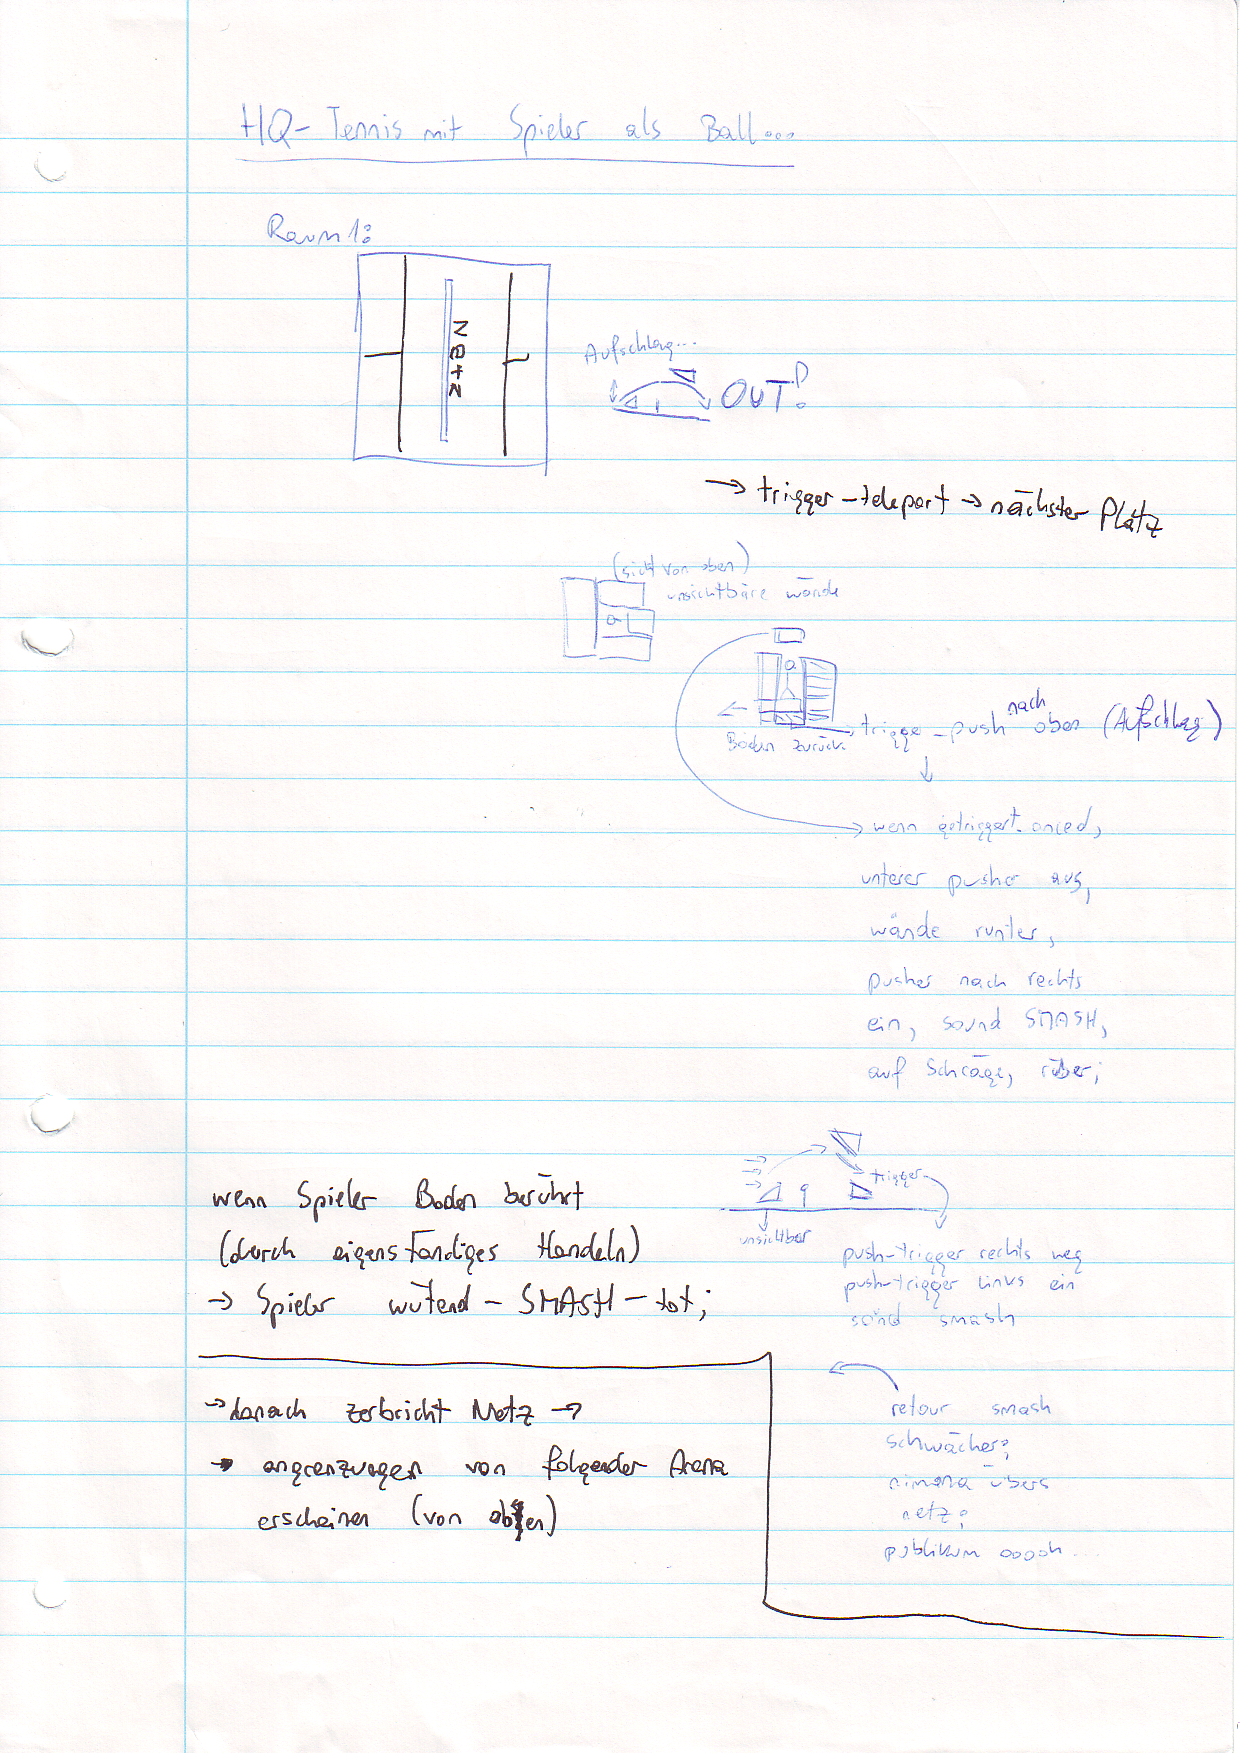 HQ-Tennis mit Spieler als Ball...
Raum 1:
Netz
Aufschlag...
OUT!
→ trigger-teleport → nächster Platz
(sicht von oben)
unsichtbare wände
a
a
Boden zurück
trigger-push nach oben (Aufschlag)
→ wenn getriggert
unterer pusher aus,
wände runter,
pusher nach rechts
ein, sound SMASH,
auf Schräge, rüber;
trigger
unsichtbar
push-trigger rechts weg
push-trigger links ein
sound smash
wenn Spieler Boden berührt
(durch eigenständiges Handeln)
→ Spieler wütend - SMASH - tot;
→ danach zerbricht Netz →
→ angrenzungen von folgender Arena
erscheinen (von oben)
retour smash
schwächer;
übers
netz;
publikum ooooh...